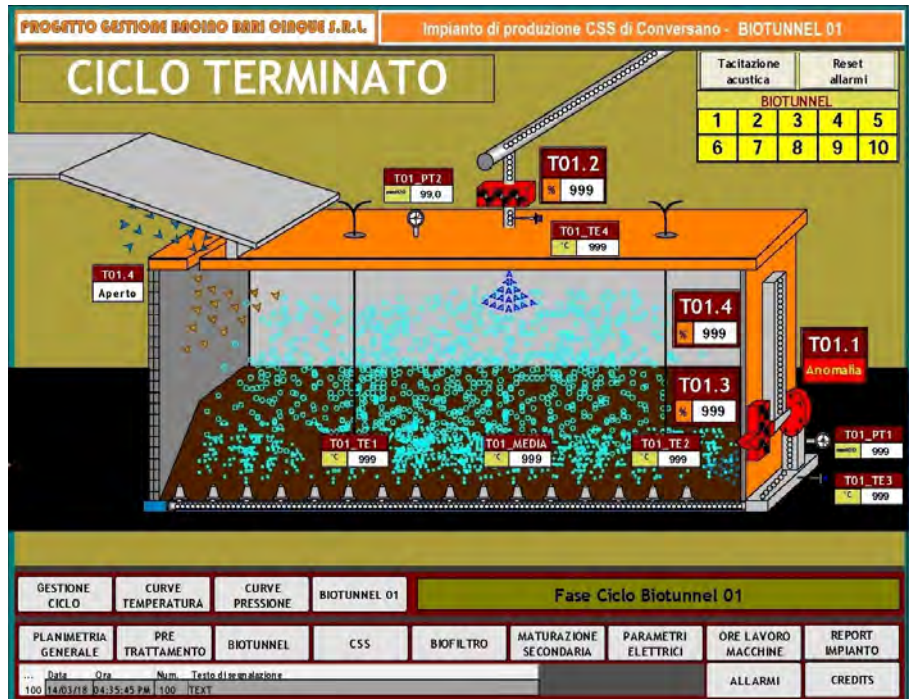 PROGETTO GESTIONE BACINO BARI CINQUE S.R.L.
Impianto di produzione CSS di Conversano - BIOTUNNEL 01
CICLO TERMINATO
Tacitazione acustica
Reset allarmi
BIOTUNNEL
1 2 3 4 5
6 7 8 9 10
T01_PT2
mmH2O 99,0
T01.2
% 999
T01_TE4
°C 999
T01.4
Aperto
T01.4
% 999
T01.1
Anomalia
T01.3
% 999
T01_TE1
°C 999
T01_MEDIA
°C 999
T01_TE2
°C 999
T01_PT1
mmH2O 999
T01_TE3
°C 999
GESTIONE CICLO
CURVE TEMPERATURA
CURVE PRESSIONE
BIOTUNNEL 01
Fase Ciclo Biotunnel 01
PLANIMETRIA GENERALE
PRE TRATTAMENTO
BIOTUNNEL
CSS
BIOFILTRO
MATURAZIONE SECONDARIA
PARAMETRI ELETTRICI
ORE LAVORO MACCHINE
REPORT IMPIANTO
... Data Ora Num. Testo di segnalazione
100 14/03/18 04:35:45 PM 100 TEXT
ALLARMI
CREDITS